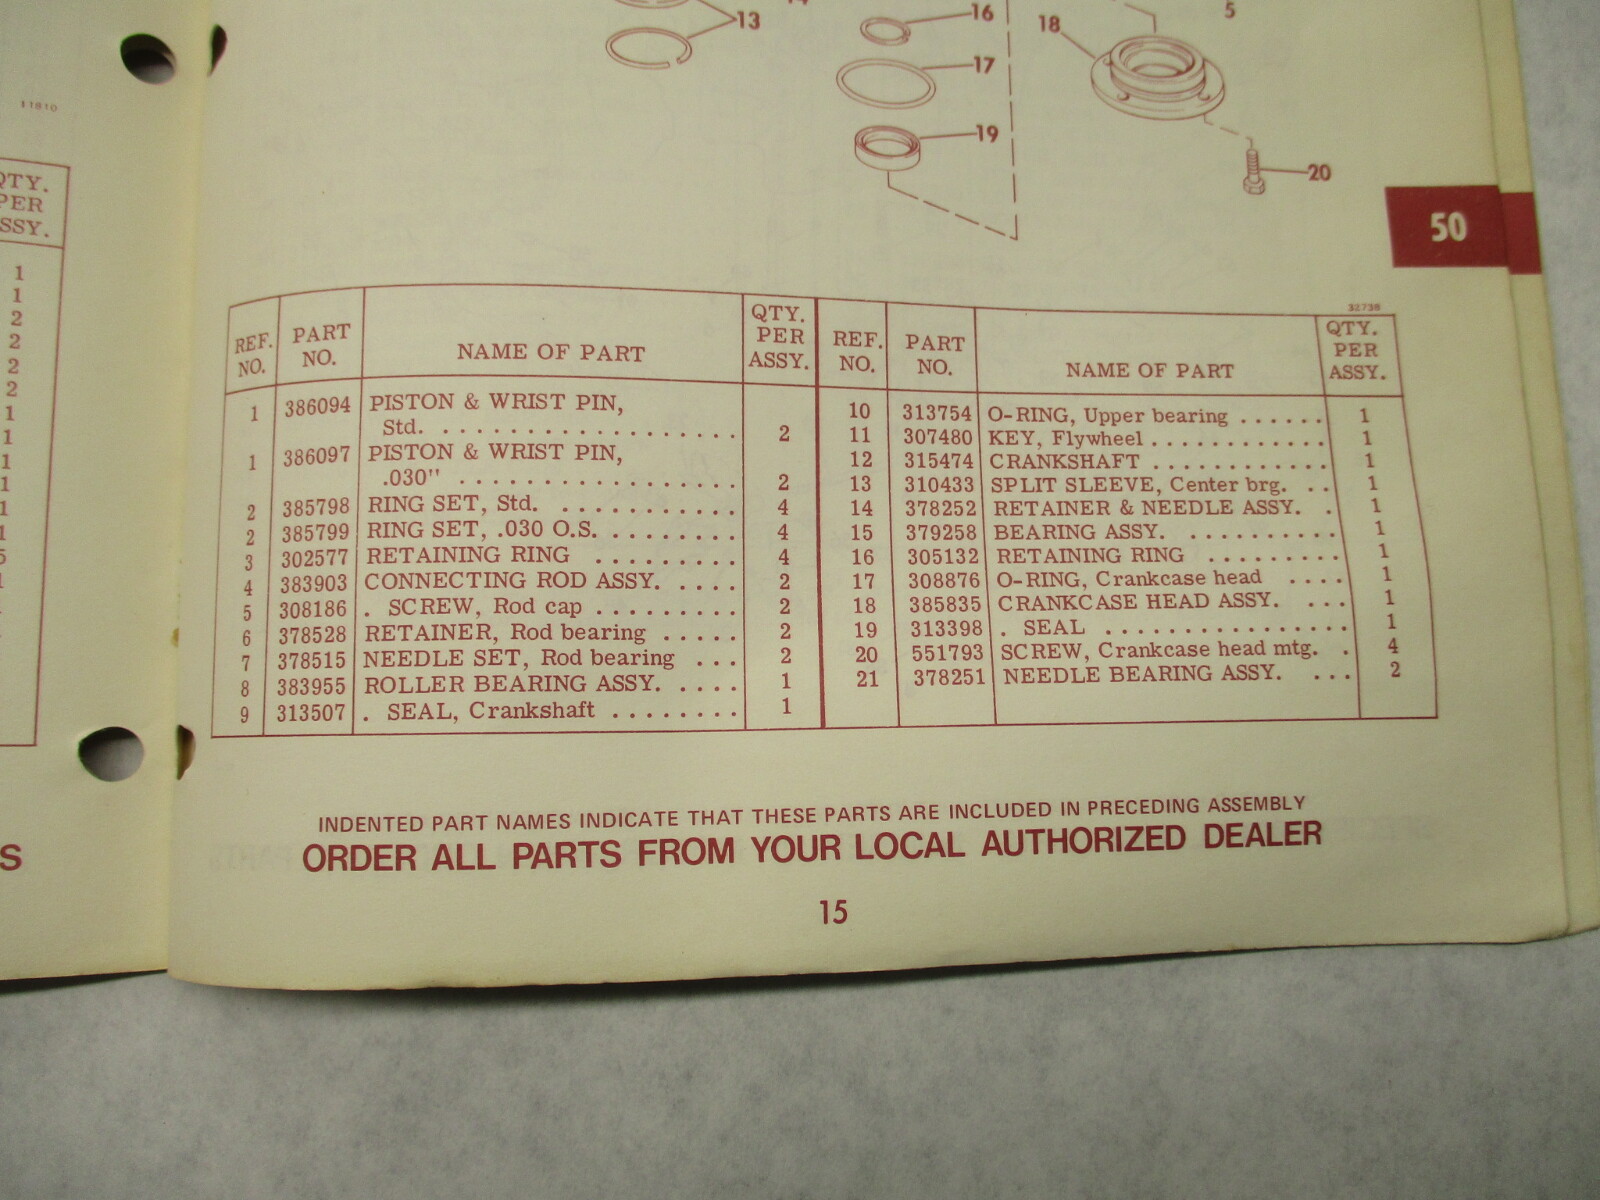 11810
QTY.
PER
ASSY.
1
1
2
2
2
2
1
1
1
1
1
1
5
1
S
13
14
16
17
19
18
5
20
50
32738
REF. NO. PART NO. NAME OF PART QTY. PER ASSY.
1 386094 PISTON & WRIST PIN,
Std. . . . . . . . . . . . . . . . . . . . 2
1 386097 PISTON & WRIST PIN,
.030" . . . . . . . . . . . . . . . . . 2
2 385798 RING SET, Std. . . . . . . . . . . . 4
2 385799 RING SET, .030 O.S. . . . . . . . . 4
3 302577 RETAINING RING . . . . . . . . . 4
4 383903 CONNECTING ROD ASSY. . . . . 2
5 308186 . SCREW, Rod cap . . . . . . . . . 2
6 378528 RETAINER, Rod bearing . . . . . 2
7 378515 NEEDLE SET, Rod bearing . . . 2
8 383955 ROLLER BEARING ASSY. . . . . 1
9 313507 . SEAL, Crankshaft . . . . . . . . 1
REF. NO. PART NO. NAME OF PART QTY. PER ASSY.
10 313754 O-RING, Upper bearing . . . . . . 1
11 307480 KEY, Flywheel . . . . . . . . . . . . 1
12 315474 CRANKSHAFT . . . . . . . . . . . . 1
13 310433 SPLIT SLEEVE, Center brg. . . 1
14 378252 RETAINER & NEEDLE ASSY. . 1
15 379258 BEARING ASSY. . . . . . . . . . . 1
16 305132 RETAINING RING . . . . . . . . . 1
17 308876 O-RING, Crankcase head . . . . 1
18 385835 CRANKCASE HEAD ASSY. . . . 1
19 313398 . SEAL . . . . . . . . . . . . . . . . 1
20 551793 SCREW, Crankcase head mtg. . 4
21 378251 NEEDLE BEARING ASSY. . . . 2
INDENTED PART NAMES INDICATE THAT THESE PARTS ARE INCLUDED IN PRECEDING ASSEMBLY
ORDER ALL PARTS FROM YOUR LOCAL AUTHORIZED DEALER
15